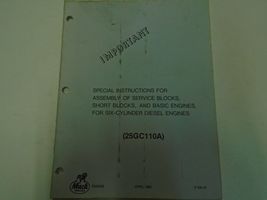 IMPORTANT
SPECIAL INSTRUCTIONS FOR
ASSEMBLY OF SERVICE BLOCKS,
SHORT BLOCKS, AND BASIC ENGINES,
FOR SIX-CYLINDER DIESEL ENGINES
(25GC110A)
Mack